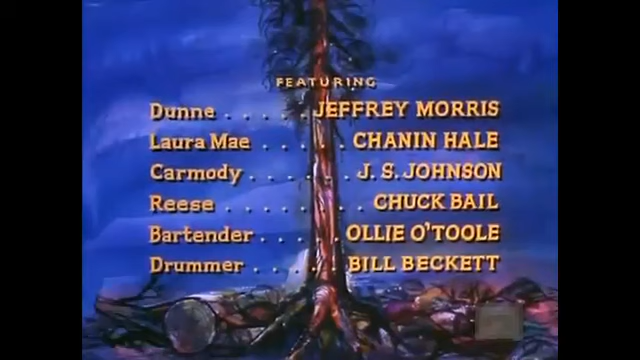 FEATURING
Dunne . . . . . JEFFREY MORRIS
Laura Mae . . . . . CHANIN HALE
Carmody . . . . . . J. S. JOHNSON
Reese . . . . . . . CHUCK BAIL
Bartender . . . . OLLIE O'TOOLE
Drummer . . . . . BILL BECKETT